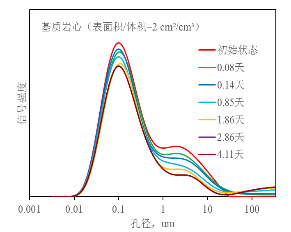 基质岩心（表面积/体积=2 cm²/cm³）
初始状态
0.08天
0.14天
0.85天
1.86天
2.86天
4.11天
信号强度
0.001 0.01 0.1 1 10 100
孔径，um